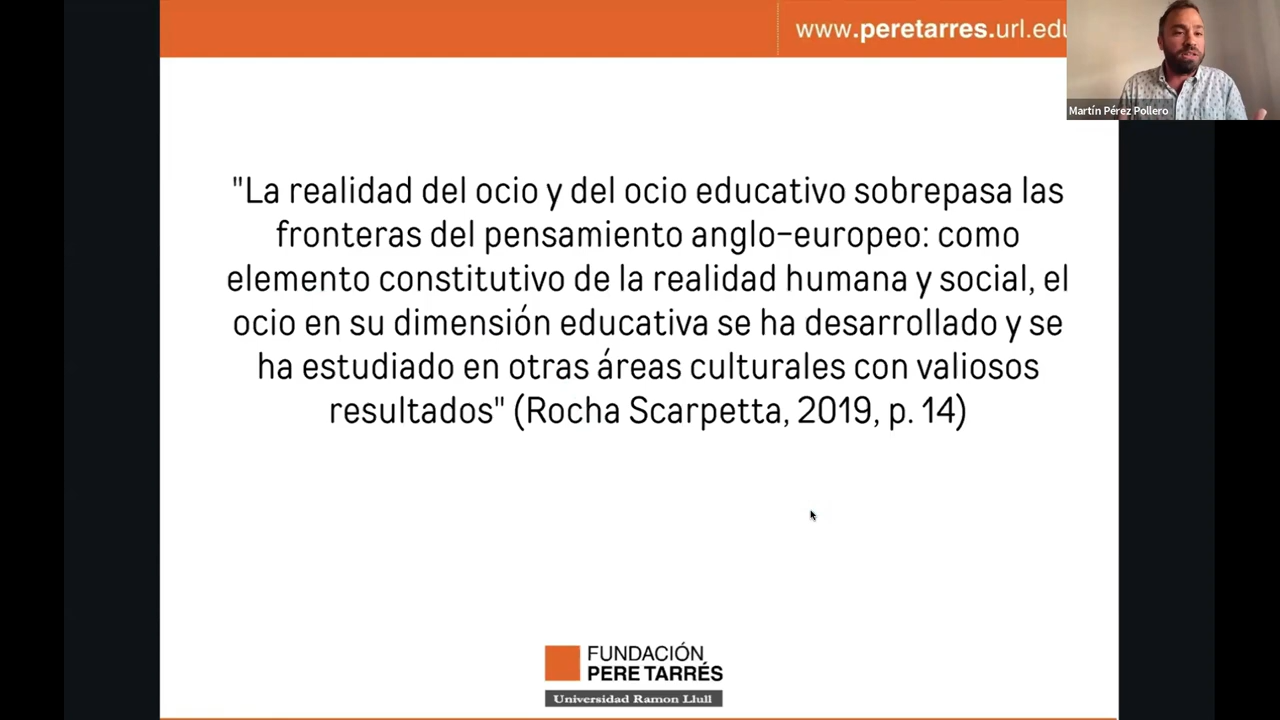 www.peretarres.url.edu
Martín Pérez Pollero
"La realidad del ocio y del ocio educativo sobrepasa las
fronteras del pensamiento anglo-europeo: como
elemento constitutivo de la realidad humana y social, el
ocio en su dimensión educativa se ha desarrollado y se
ha estudiado en otras áreas culturales con valiosos
resultados" (Rocha Scarpetta, 2019, p. 14)
FUNDACIÓN
PERE TARRÉS
Universidad Ramon Llull